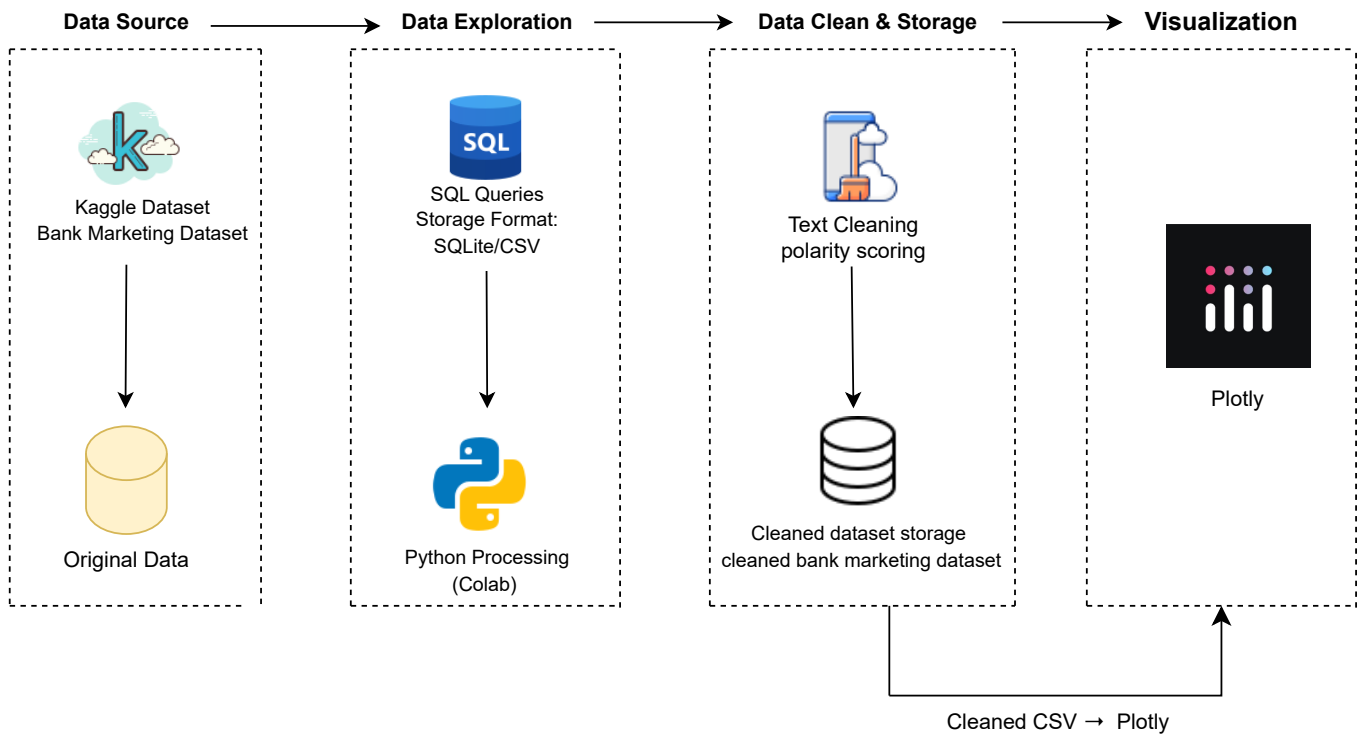 Data Source
Data Exploration
Data Clean & Storage
Visualization
k
Kaggle Dataset
Bank Marketing Dataset
Original Data
SQL
SQL Queries
Storage Format:
SQLite/CSV
Python Processing
(Colab)
Text Cleaning
polarity scoring
Cleaned dataset storage
cleaned bank marketing dataset
Plotly
Cleaned CSV → Plotly